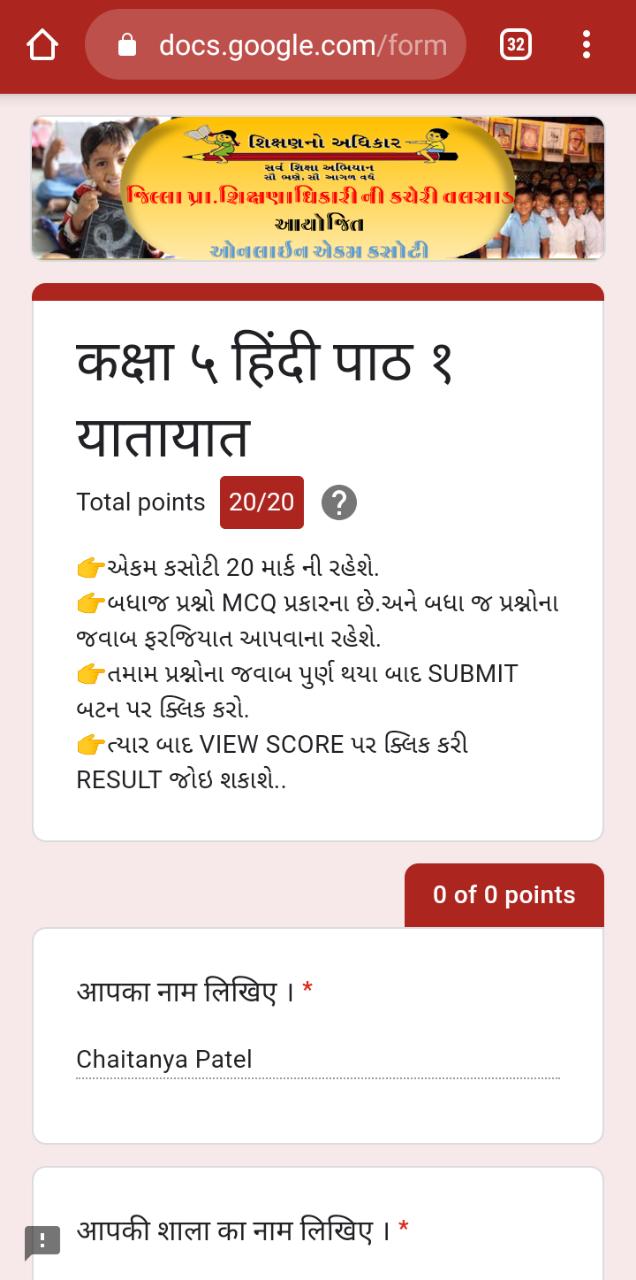 docs.google.com/form
32
શિક્ષણનો અધિકાર
સર્વ શિક્ષા અભિયાન
સૌ ભણે, સૌ આગળ વધે
જિલ્લા પ્રા.શિક્ષણાધિકારી ની કચેરી વલસાડ
આયોજિત
ઓનલાઇન એકમ કસોટી
कक्षा ५ हिंदी पाठ १
यातायात
Total points 20/20 ?
👉એકમ કસોટી 20 માર્ક ની રહેશે.
👉બધાજ પ્રશ્નો MCQ પ્રકારના છે.અને બધા જ પ્રશ્નોના
જવાબ ફરજિયાત આપવાના રહેશે.
👉તમામ પ્રશ્નોના જવાબ પુર્ણ થયા બાદ SUBMIT
બટન પર ક્લિક કરો.
👉ત્યાર બાદ VIEW SCORE પર ક્લિક કરી
RESULT જોઇ શકાશે..
0 of 0 points
आपका नाम लिखिए । *
Chaitanya Patel
आपकी शाला का नाम लिखिए । *